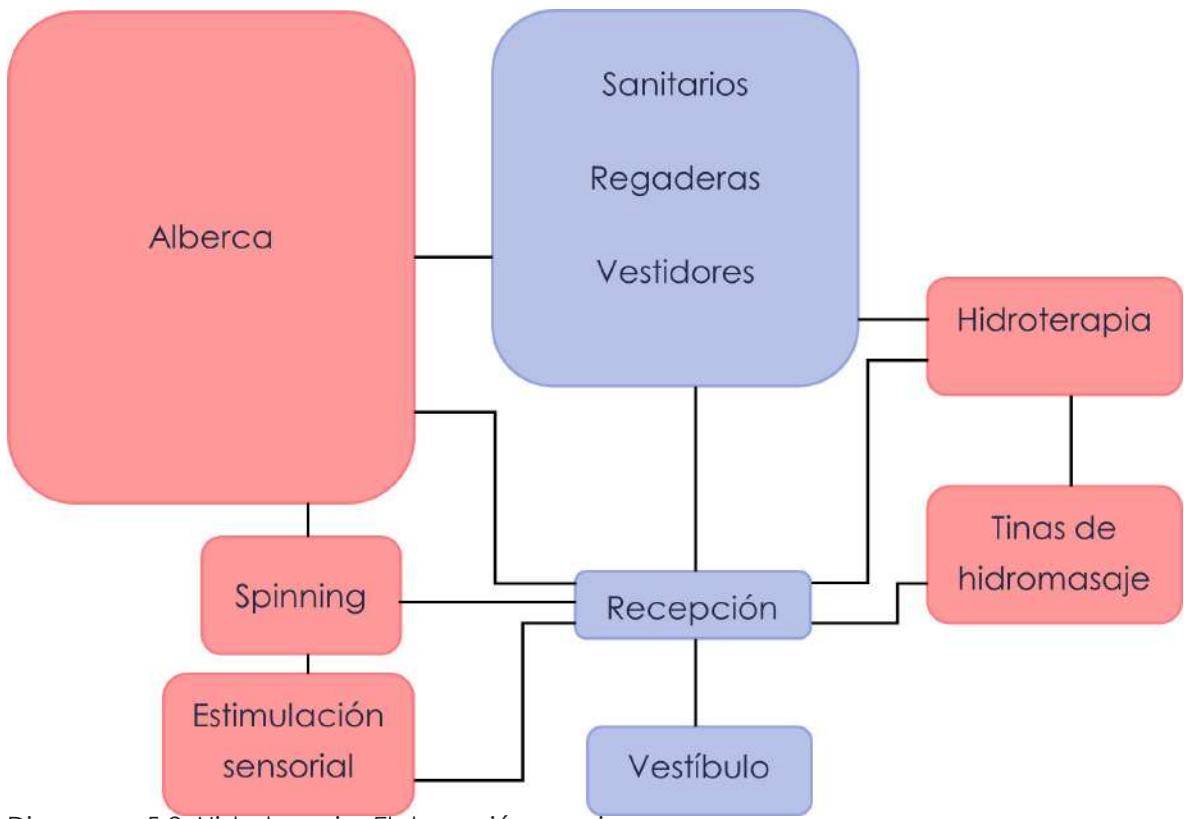 Sanitarios
Regaderas
Alberca
Vestidores
Hidroterapia
Tinas de
hidromasaje
Spinning
Recepción
Estimulación
sensorial
Vestíbulo